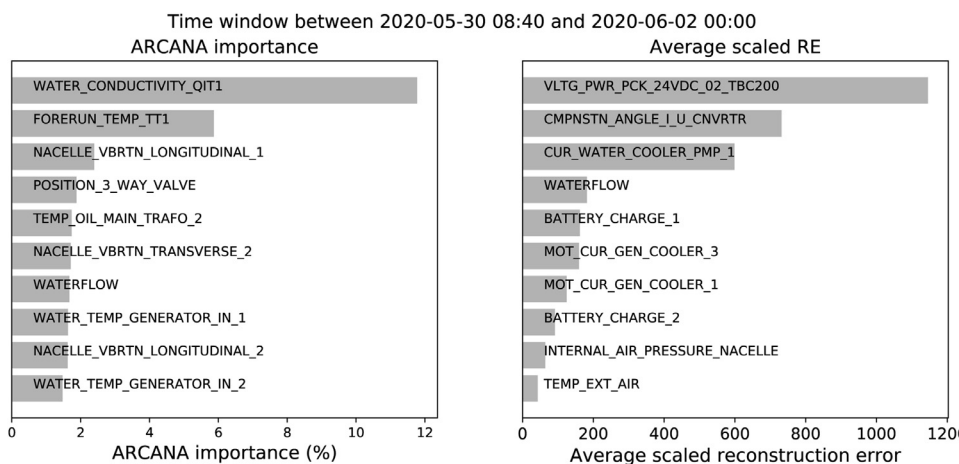 Time window between 2020-05-30 08:40 and 2020-06-02 00:00
ARCANA importance
WATER_CONDUCTIVITY_QIT1
FORERUN_TEMP_TT1
NACELLE_VBRTN_LONGITUDINAL_1
POSITION_3_WAY_VALVE
TEMP_OIL_MAIN_TRAFO_2
NACELLE_VBRTN_TRANSVERSE_2
WATERFLOW
WATER_TEMP_GENERATOR_IN_1
NACELLE_VBRTN_LONGITUDINAL_2
WATER_TEMP_GENERATOR_IN_2
0 2 4 6 8 10 12
ARCANA importance (%)
Average scaled RE
VLTG_PWR_PCK_24VDC_02_TBC200
CMPNSTN_ANGLE_I_U_CNVRTR
CUR_WATER_COOLER_PMP_1
WATERFLOW
BATTERY_CHARGE_1
MOT_CUR_GEN_COOLER_3
MOT_CUR_GEN_COOLER_1
BATTERY_CHARGE_2
INTERNAL_AIR_PRESSURE_NACELLE
TEMP_EXT_AIR
0 200 400 600 800 1000
Average scaled reconstruction error